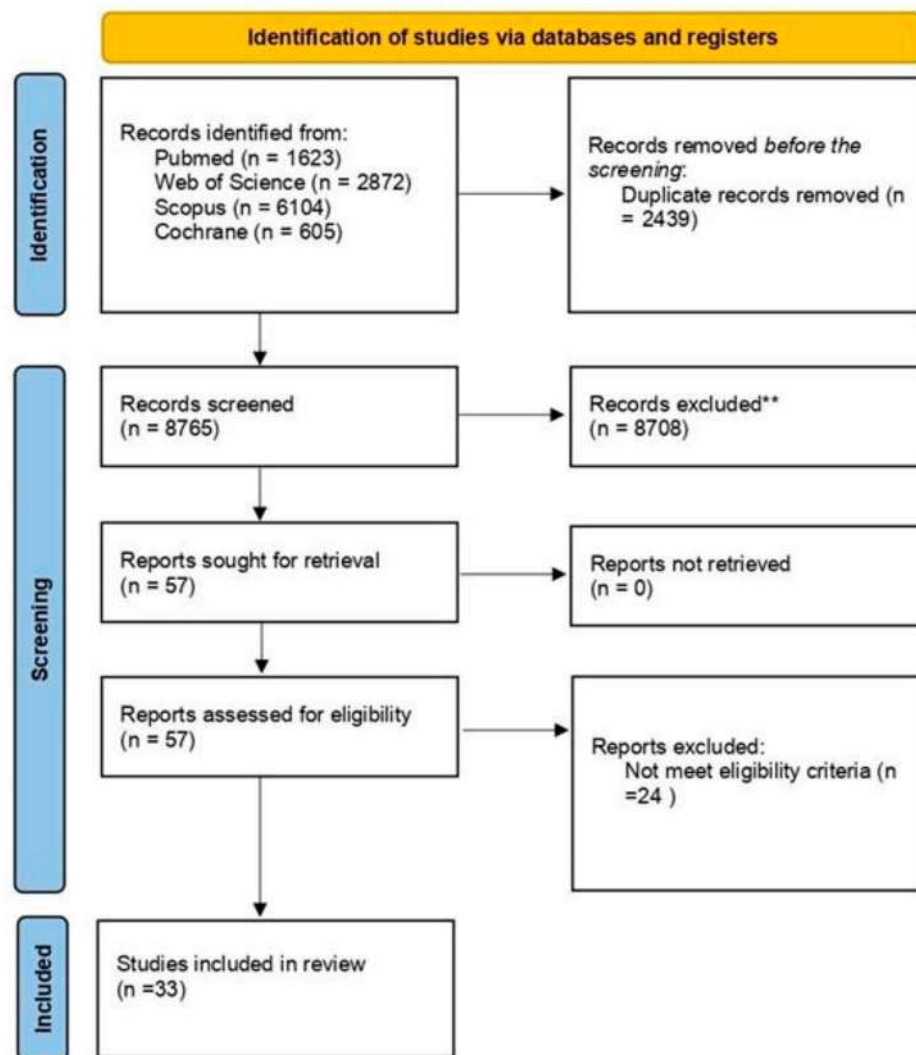 Identification of studies via databases and registers
Identification
Records identified from:
Pubmed (n = 1623)
Web of Science (n = 2872)
Scopus (n = 6104)
Cochrane (n = 605)
Records removed before the
screening:
Duplicate records removed (n
= 2439)
Screening
Records screened
(n = 8765)
Records excluded**
(n = 8708)
Reports sought for retrieval
(n = 57)
Reports not retrieved
(n = 0)
Reports assessed for eligibility
(n = 57)
Reports excluded:
Not meet eligibility criteria (n
=24 )
Included
Studies included in review
(n =33)